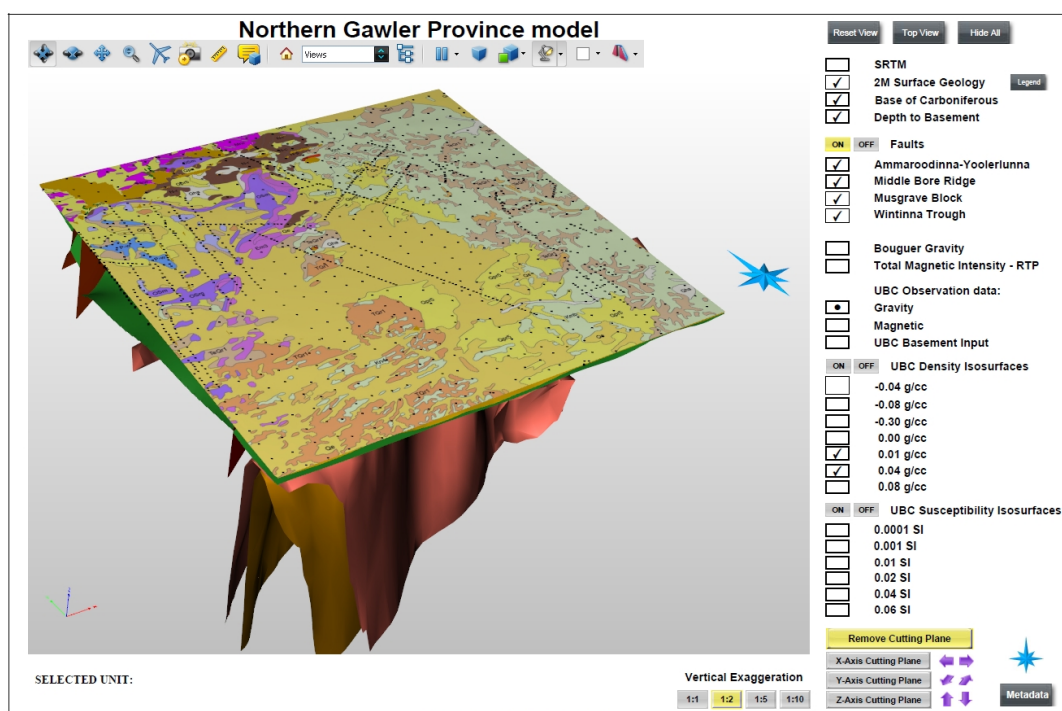 Northern Gawler Province model
Views
Reset View
Top View
Hide All
SRTM
2M Surface Geology
Legend
Base of Carboniferous
Depth to Basement
ON OFF Faults
Ammaroodinna-Yoolerlunna
Middle Bore Ridge
Musgrave Block
Wintinna Trough
Bouguer Gravity
Total Magnetic Intensity - RTP
UBC Observation data:
Gravity
Magnetic
UBC Basement Input
ON OFF UBC Density Isosurfaces
-0.04 g/cc
-0.08 g/cc
-0.30 g/cc
0.00 g/cc
0.01 g/cc
0.04 g/cc
0.08 g/cc
ON OFF UBC Susceptibility Isosurfaces
0.0001 SI
0.001 SI
0.01 SI
0.02 SI
0.04 SI
0.06 SI
Remove Cutting Plane
X-Axis Cutting Plane
Y-Axis Cutting Plane
Z-Axis Cutting Plane
Metadata
SELECTED UNIT:
Vertical Exaggeration
1:1 1:2 1:5 1:10